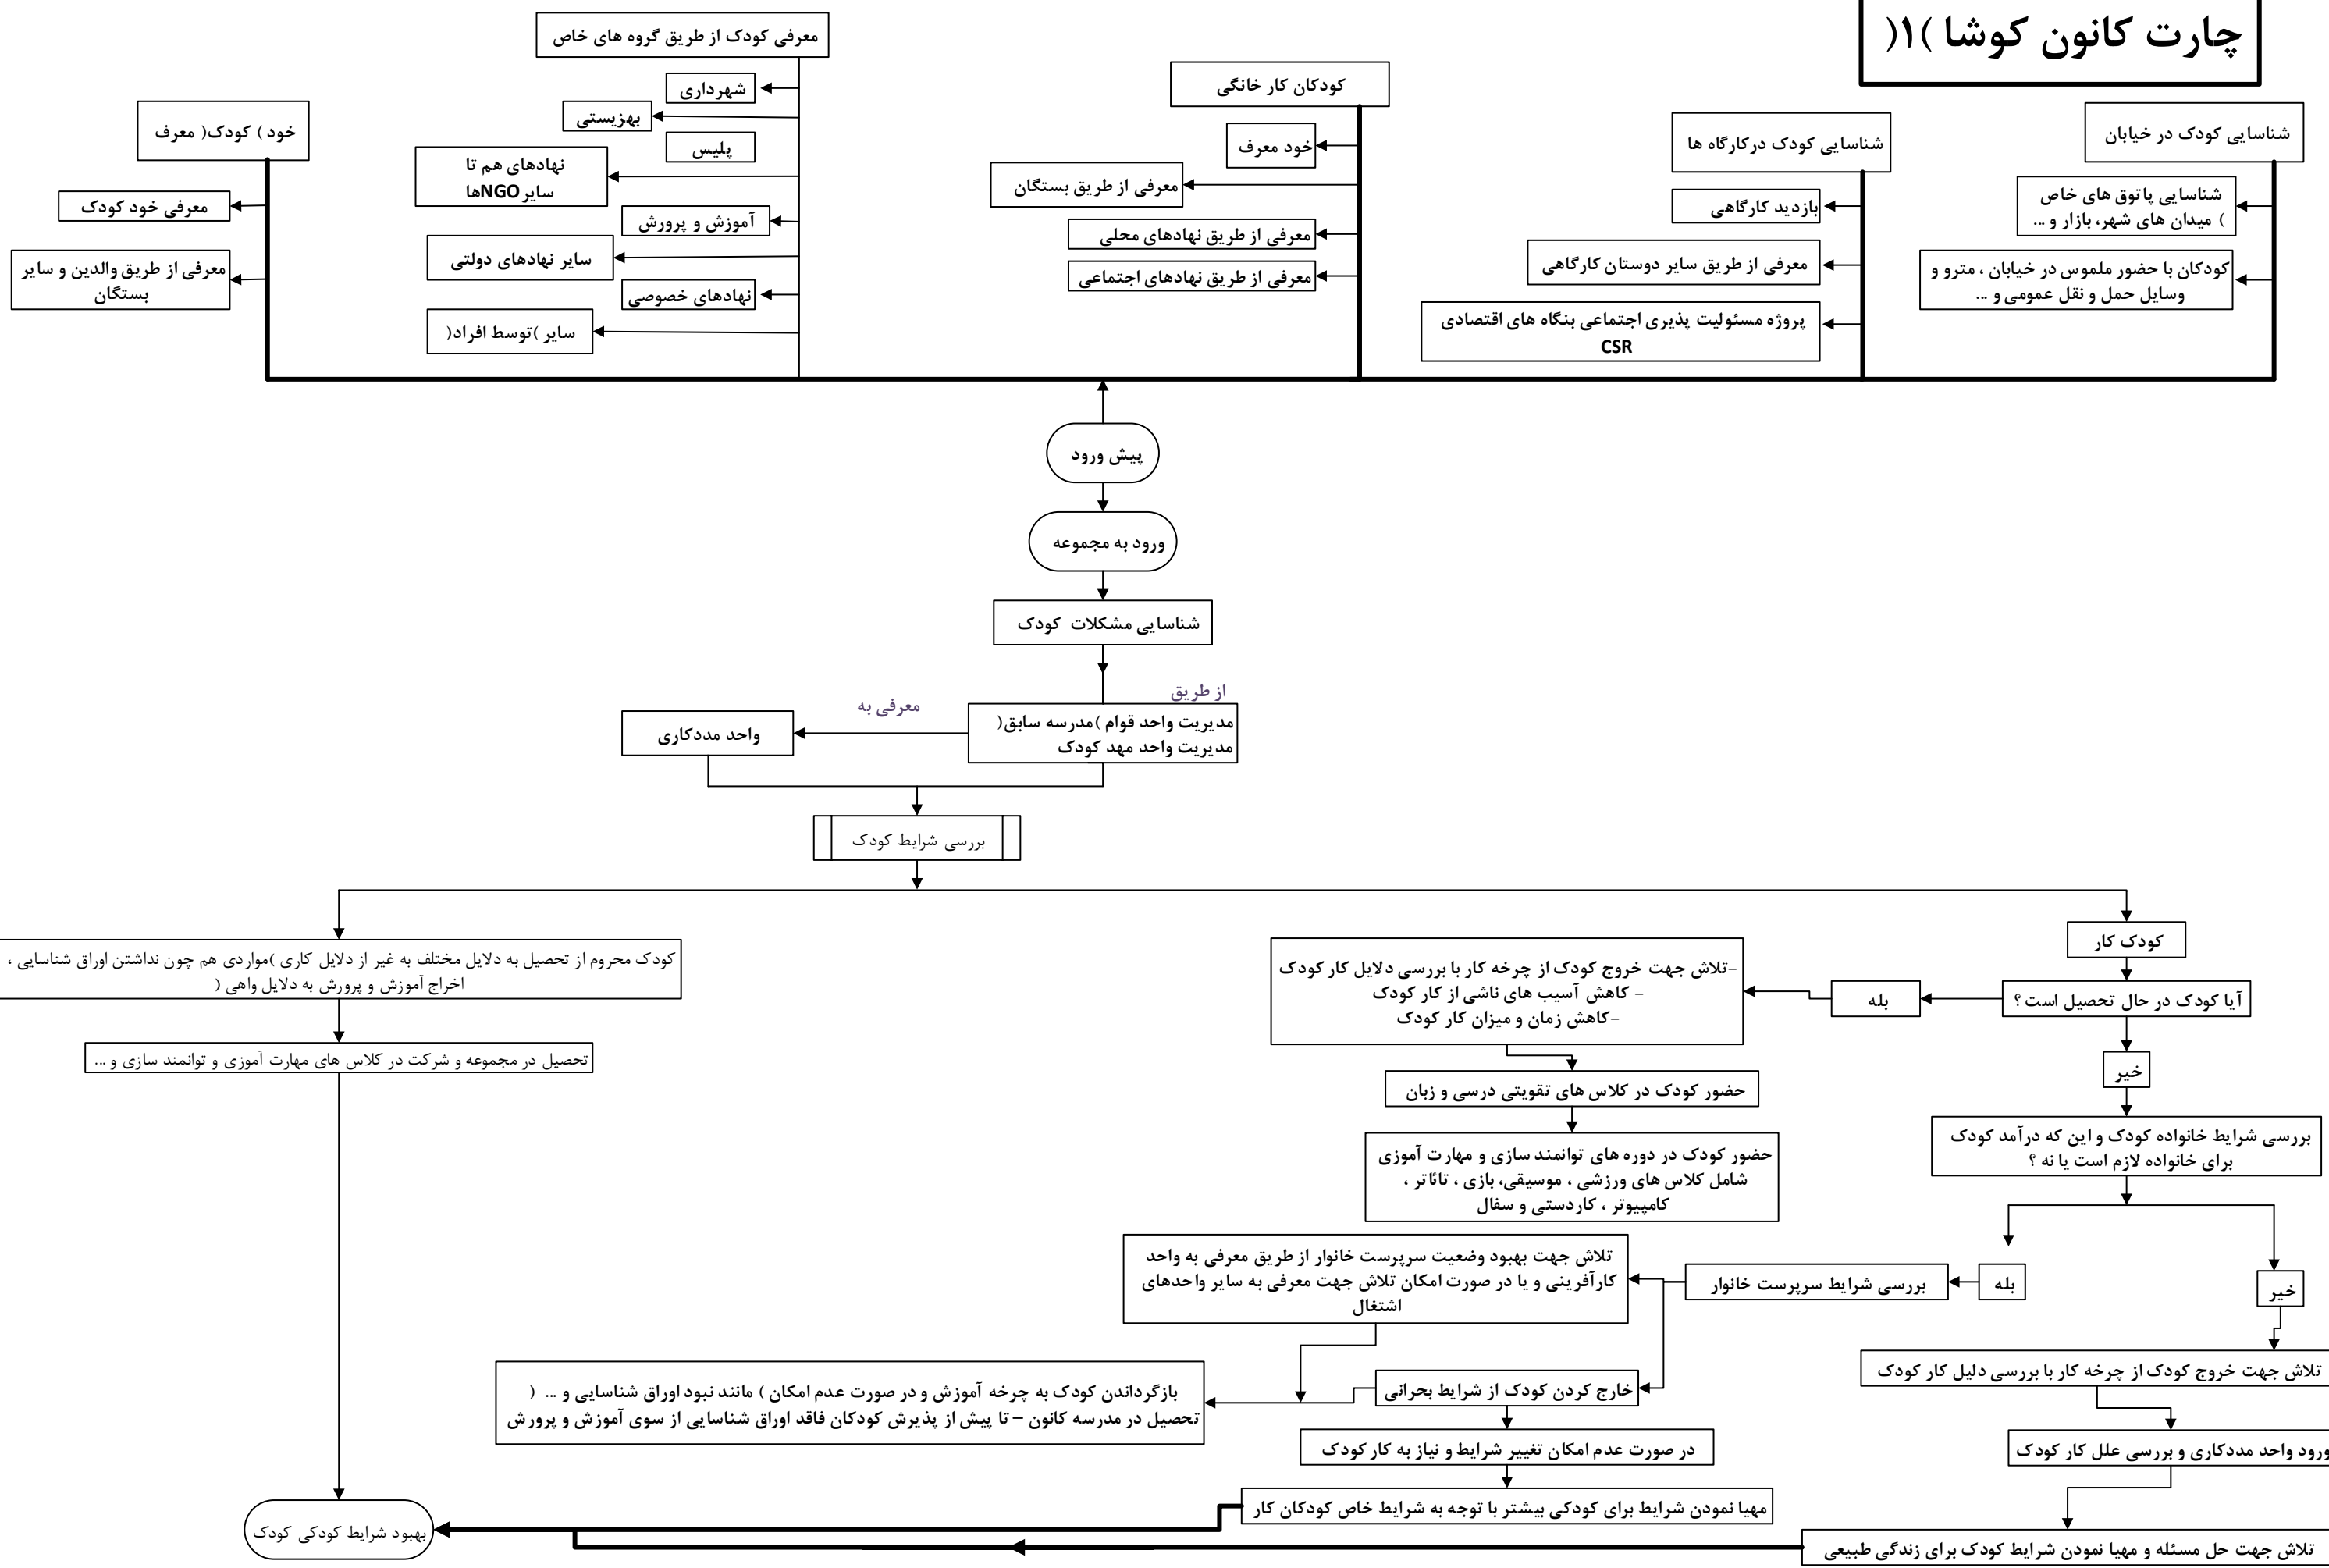 چارت کانون کوشا )۱(
شناسایی کودک در خیابان
شناسایی پاتوق های خاص
) میدان های شهر، بازار و ...
کودکان با حضور ملموس در خیابان ، مترو و
وسایل حمل و نقل عمومی و ...
شناسایی کودک درکارگاه ها
بازدید کارگاهی
معرفی از طریق سایر دوستان کارگاهی
پروژه مسئولیت پذیری اجتماعی بنگاه های اقتصادی
CSR
کودکان کار خانگی
خود معرف
معرفی از طریق بستگان
معرفی از طریق نهادهای محلی
معرفی از طریق نهادهای اجتماعی
معرفی کودک از طریق گروه های خاص
شهرداری
بهزیستی
پلیس
نهادهای هم تا
سایر NGOها
آموزش و پرورش
سایر نهادهای دولتی
نهادهای خصوصی
سایر )توسط افراد(
خود ) کودک( معرف
معرفی خود کودک
معرفی از طریق والدین و سایر
بستگان
پیش ورود
ورود به مجموعه
شناسایی مشکلات کودک
از طریق
مدیریت واحد قوام )مدرسه سابق(
مدیریت واحد مهد کودک
معرفی به
واحد مددکاری
بررسی شرایط کودک
کودک کار
آیا کودک در حال تحصیل است ؟
بله
-تلاش جهت خروج کودک از چرخه کار با بررسی دلایل کار کودک
- کاهش آسیب های ناشی از کار کودک
-کاهش زمان و میزان کار کودک
حضور کودک در کلاس های تقویتی درسی و زبان
حضور کودک در دوره های توانمند سازی و مهارت آموزی
شامل کلاس های ورزشی ، موسیقی، بازی ، تائاتر ،
کامپیوتر ، کاردستی و سفال
خیر
بررسی شرایط خانواده کودک و این که درآمد کودک
برای خانواده لازم است یا نه ؟
بله
بررسی شرایط سرپرست خانوار
تلاش جهت بهبود وضعیت سرپرست خانوار از طریق معرفی به واحد
کارآفرینی و یا در صورت امکان تلاش جهت معرفی به سایر واحدهای
اشتغال
خارج کردن کودک از شرایط بحرانی
بازگرداندن کودک به چرخه آموزش و در صورت عدم امکان ) مانند نبود اوراق شناسایی و ... (
تحصیل در مدرسه کانون – تا پیش از پذیرش کودکان فاقد اوراق شناسایی از سوی آموزش و پرورش
در صورت عدم امکان تغییر شرایط و نیاز به کار کودک
مهیا نمودن شرایط برای کودکی بیشتر با توجه به شرایط خاص کودکان کار
خیر
تلاش جهت خروج کودک از چرخه کار با بررسی دلیل کار کودک
ورود واحد مددکاری و بررسی علل کار کودک
تلاش جهت حل مسئله و مهیا نمودن شرایط کودک برای زندگی طبیعی
کودک محروم از تحصیل به دلایل مختلف به غیر از دلایل کاری )مواردی هم چون نداشتن اوراق شناسایی ،
اخراج آموزش و پرورش به دلایل واهی (
تحصیل در مجموعه و شرکت در کلاس های مهارت آموزی و توانمند سازی و ...
بهبود شرایط کودکی کودک